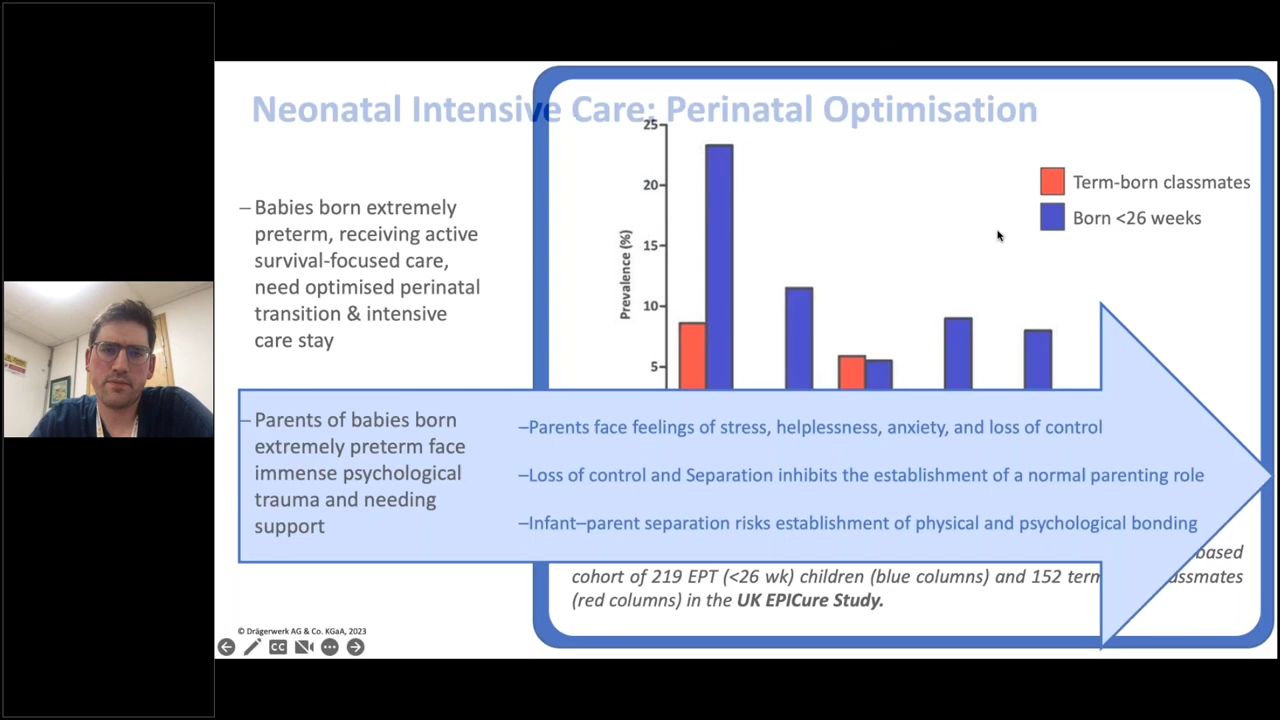 Neonatal Intensive Care: Perinatal Optimisation
– Babies born extremely
preterm, receiving active
survival-focused care,
need optimised perinatal
transition & intensive
care stay
– Parents of babies born
extremely preterm face
immense psychological
trauma and needing
support
25
20
15
10
5
Prevalence (%)
Term-born classmates
Born <26 weeks
–Parents face feelings of stress, helplessness, anxiety, and loss of control
–Loss of control and Separation inhibits the establishment of a normal parenting role
–Infant–parent separation risks establishment of physical and psychological bonding
based
cohort of 219 EPT (<26 wk) children (blue columns) and 152 term
(red columns) in the UK EPICure Study.
© Drägerwerk AG & Co. KGaA, 2023
CC